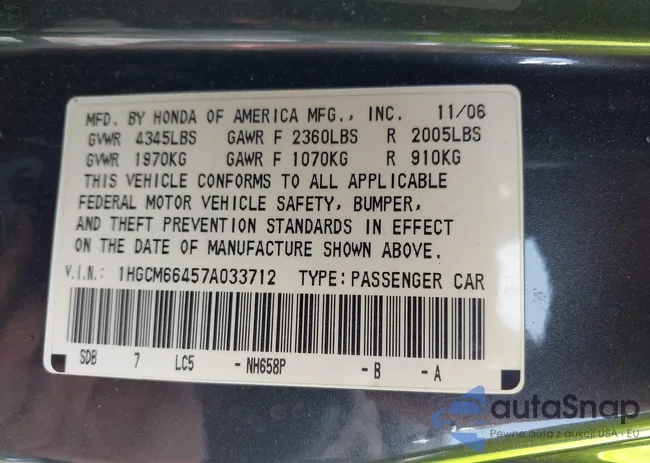 MFD. BY HONDA OF AMERICA MFG., INC. 11/06
GVWR 4345LBS GAWR F 2360LBS R 2005LBS
GVWR 1970KG GAWR F 1070KG R 910KG
THIS VEHICLE CONFORMS TO ALL APPLICABLE
FEDERAL MOTOR VEHICLE SAFETY, BUMPER,
AND THEFT PREVENTION STANDARDS IN EFFECT
ON THE DATE OF MANUFACTURE SHOWN ABOVE.
V.I.N.: 1HGCM66457A033712 TYPE: PASSENGER CAR
SDB 7 LC5 -NH658P -B -A
autaSnap
Pewne auto z aukcji USA i EU